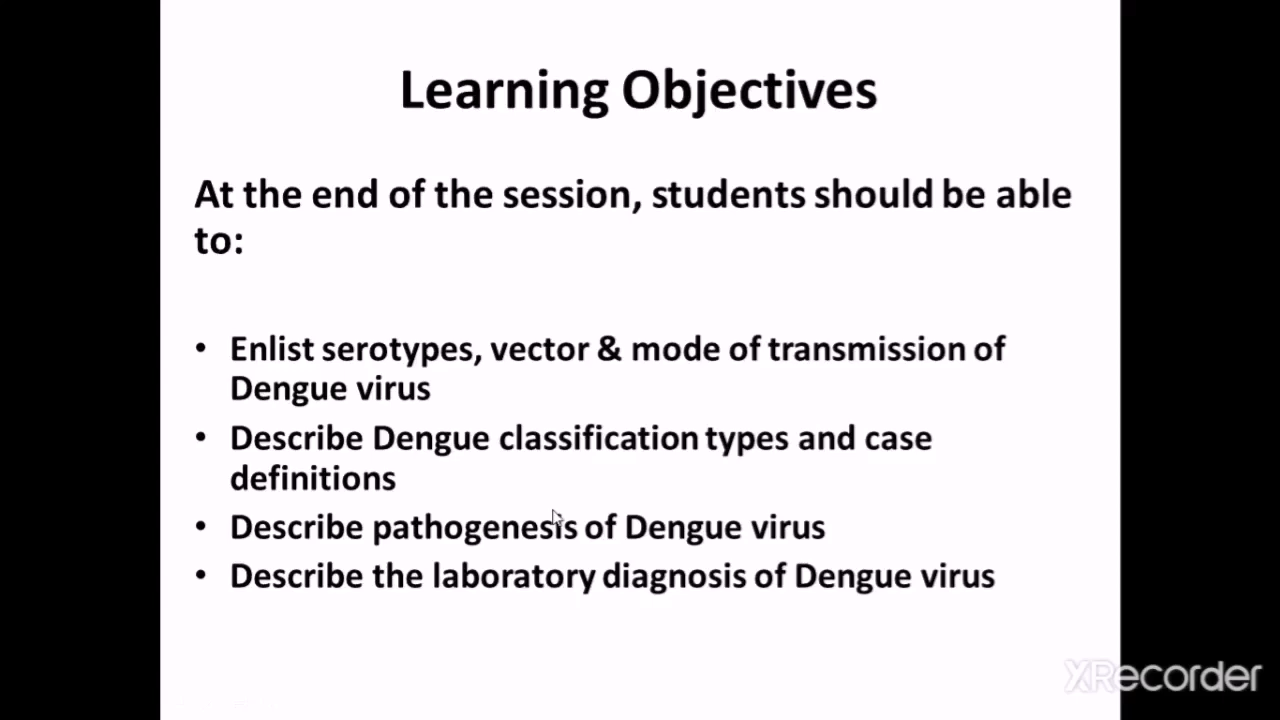 Learning Objectives
At the end of the session, students should be able
to:
• Enlist serotypes, vector & mode of transmission of
Dengue virus
• Describe Dengue classification types and case
definitions
• Describe pathogenesis of Dengue virus
• Describe the laboratory diagnosis of Dengue virus
XRecorder